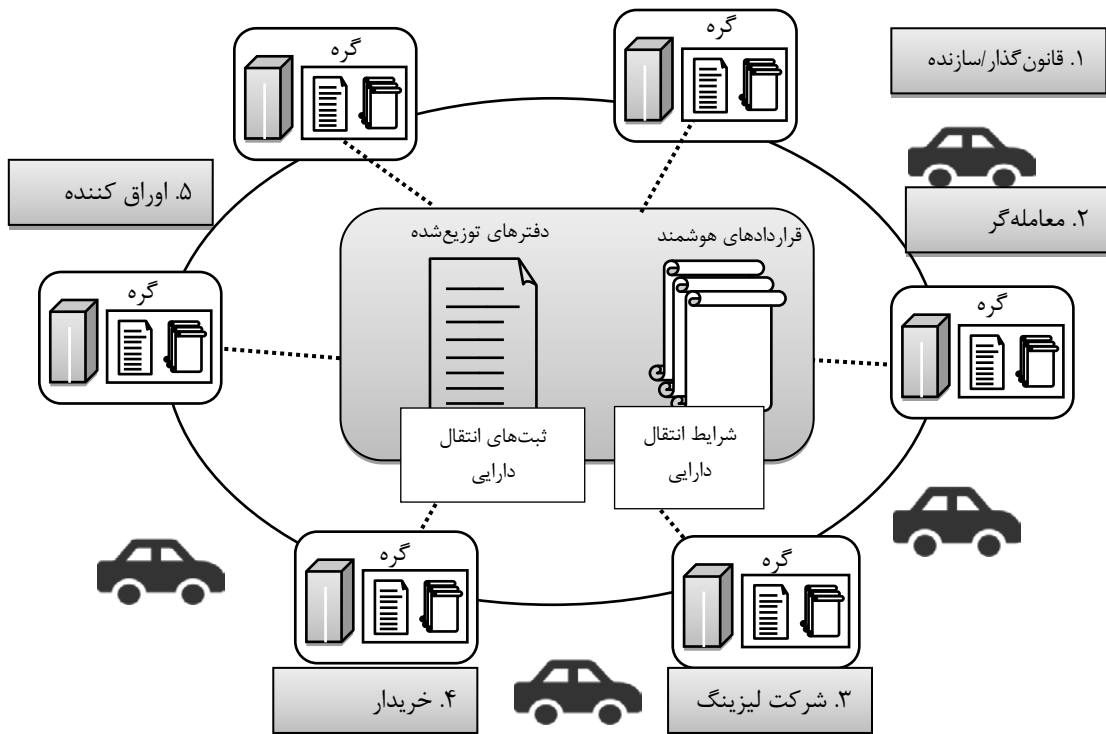 گره
گره
۱. قانون‌گذار/سازنده
۵. اوراق کننده
۲. معامله‌گر
قراردادهای هوشمند
دفترهای توزیع‌شده
گره
گره
شرایط انتقال
دارایی
ثبت‌های انتقال
دارایی
گره
گره
۳. شرکت لیزینگ
۴. خریدار